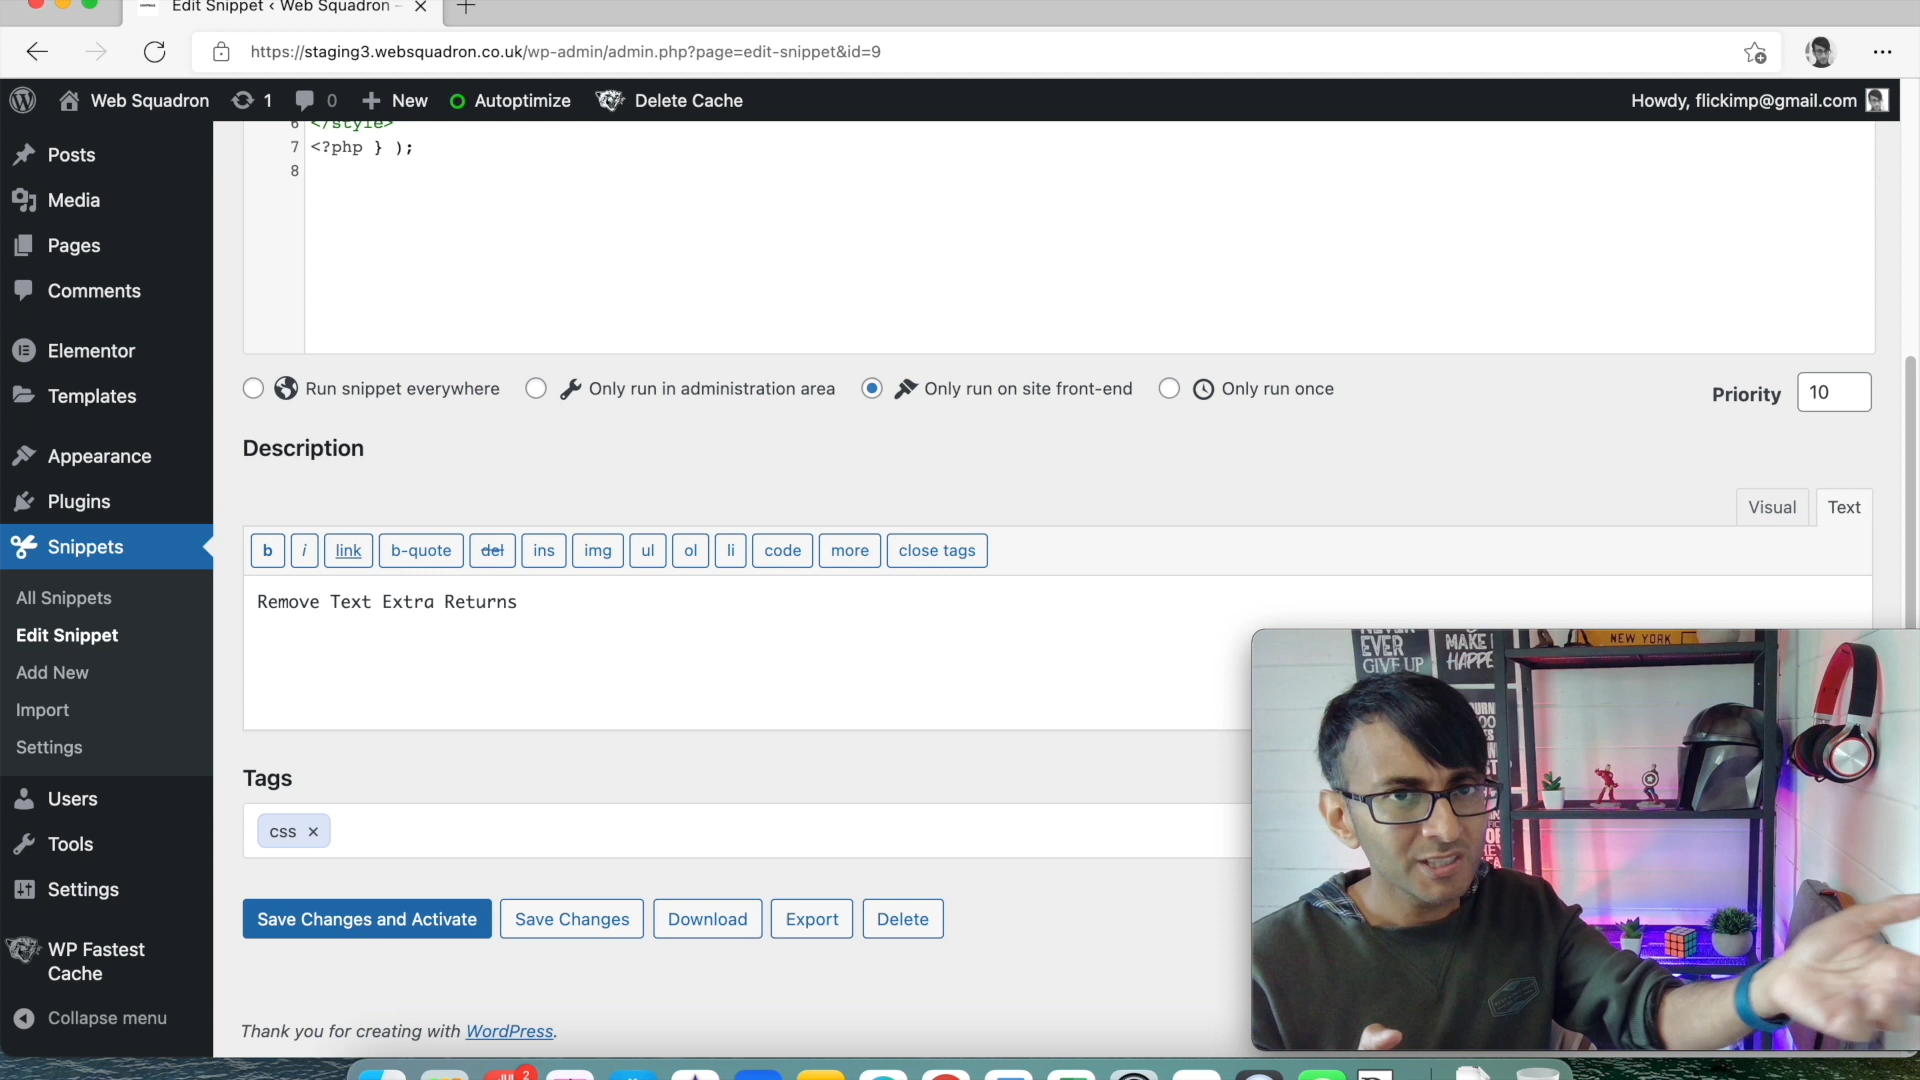 Edit Snippet ‹ Web Squadron –
https://staging3.websquadron.co.uk/wp-admin/admin.php?page=edit-snippet&id=9
Web Squadron 1 0 New Autoptimize Delete Cache Howdy, flickimp@gmail.com
Posts
Media
Pages
Comments
Elementor
Templates
Appearance
Plugins
Snippets
All Snippets
Edit Snippet
Add New
Import
Settings
Users
Tools
Settings
WP Fastest
Cache
Collapse menu
6 </style>
7 <?php } );
8
Run snippet everywhere Only run in administration area Only run on site front-end Only run once Priority 10
Description
Visual Text
b i link b-quote del ins img ul ol li code more close tags
Remove Text Extra Returns
Tags
css ×
Save Changes and Activate Save Changes Download Export Delete
Thank you for creating with WordPress.
NEVER
EVER
GIVE UP
MAKE I
HAPPE
NEW YORK
JUL 2